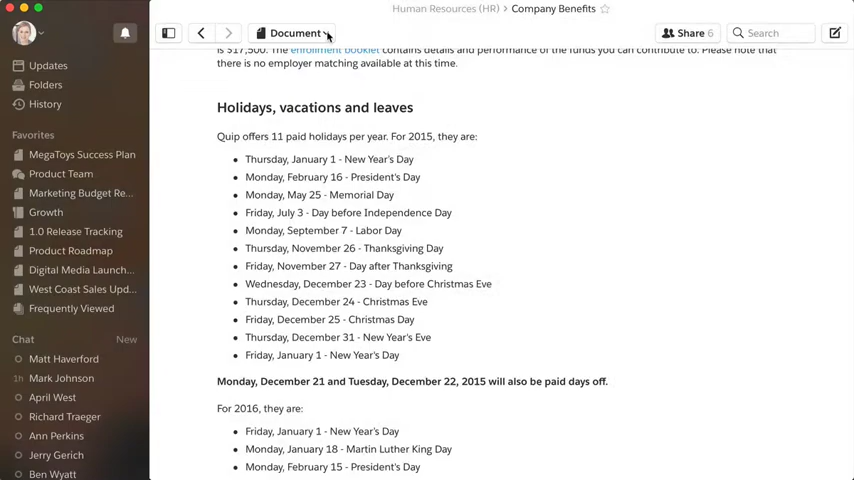 Human Resources (HR) > Company Benefits
Document
Share 6
Search
Updates
Folders
History
Favorites
MegaToys Success Plan
Product Team
Marketing Budget Re...
Growth
1.0 Release Tracking
Product Roadmap
Digital Media Launch...
West Coast Sales Upd...
Frequently Viewed
Chat New
Matt Haverford
1h Mark Johnson
April West
Richard Traeger
Ann Perkins
Jerry Gerich
Ben Wyatt
is $17,500. The enrollment booklet contains details and performance of the funds you can contribute to. Please note that
there is no employer matching available at this time.
Holidays, vacations and leaves
Quip offers 11 paid holidays per year. For 2015, they are:
• Thursday, January 1 - New Year's Day
• Monday, February 16 - President's Day
• Monday, May 25 - Memorial Day
• Friday, July 3 - Day before Independence Day
• Monday, September 7 - Labor Day
• Thursday, November 26 - Thanksgiving Day
• Friday, November 27 - Day after Thanksgiving
• Wednesday, December 23 - Day before Christmas Eve
• Thursday, December 24 - Christmas Eve
• Friday, December 25 - Christmas Day
• Thursday, December 31 - New Year's Eve
• Friday, January 1 - New Year's Day
Monday, December 21 and Tuesday, December 22, 2015 will also be paid days off.
For 2016, they are:
• Friday, January 1 - New Year's Day
• Monday, January 18 - Martin Luther King Day
• Monday, February 15 - President's Day